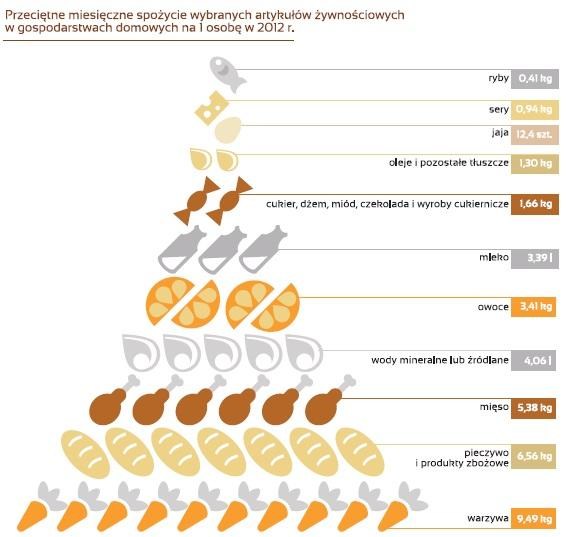 Przeciętne miesięczne spożycie wybranych artykułów żywnościowych
w gospodarstwach domowych na 1 osobę w 2012 r.
ryby 0,41 kg
sery 0,94 kg
jaja 12,4 szt.
oleje i pozostałe tłuszcze 1,30 kg
cukier, dżem, miód, czekolada i wyroby cukiernicze 1,66 kg
mleko 3,39 l
owoce 3,41 kg
wody mineralne lub źródlane 4,06 l
mięso 5,38 kg
pieczywo
i produkty zbożowe 6,56 kg
warzywa 9,49 kg